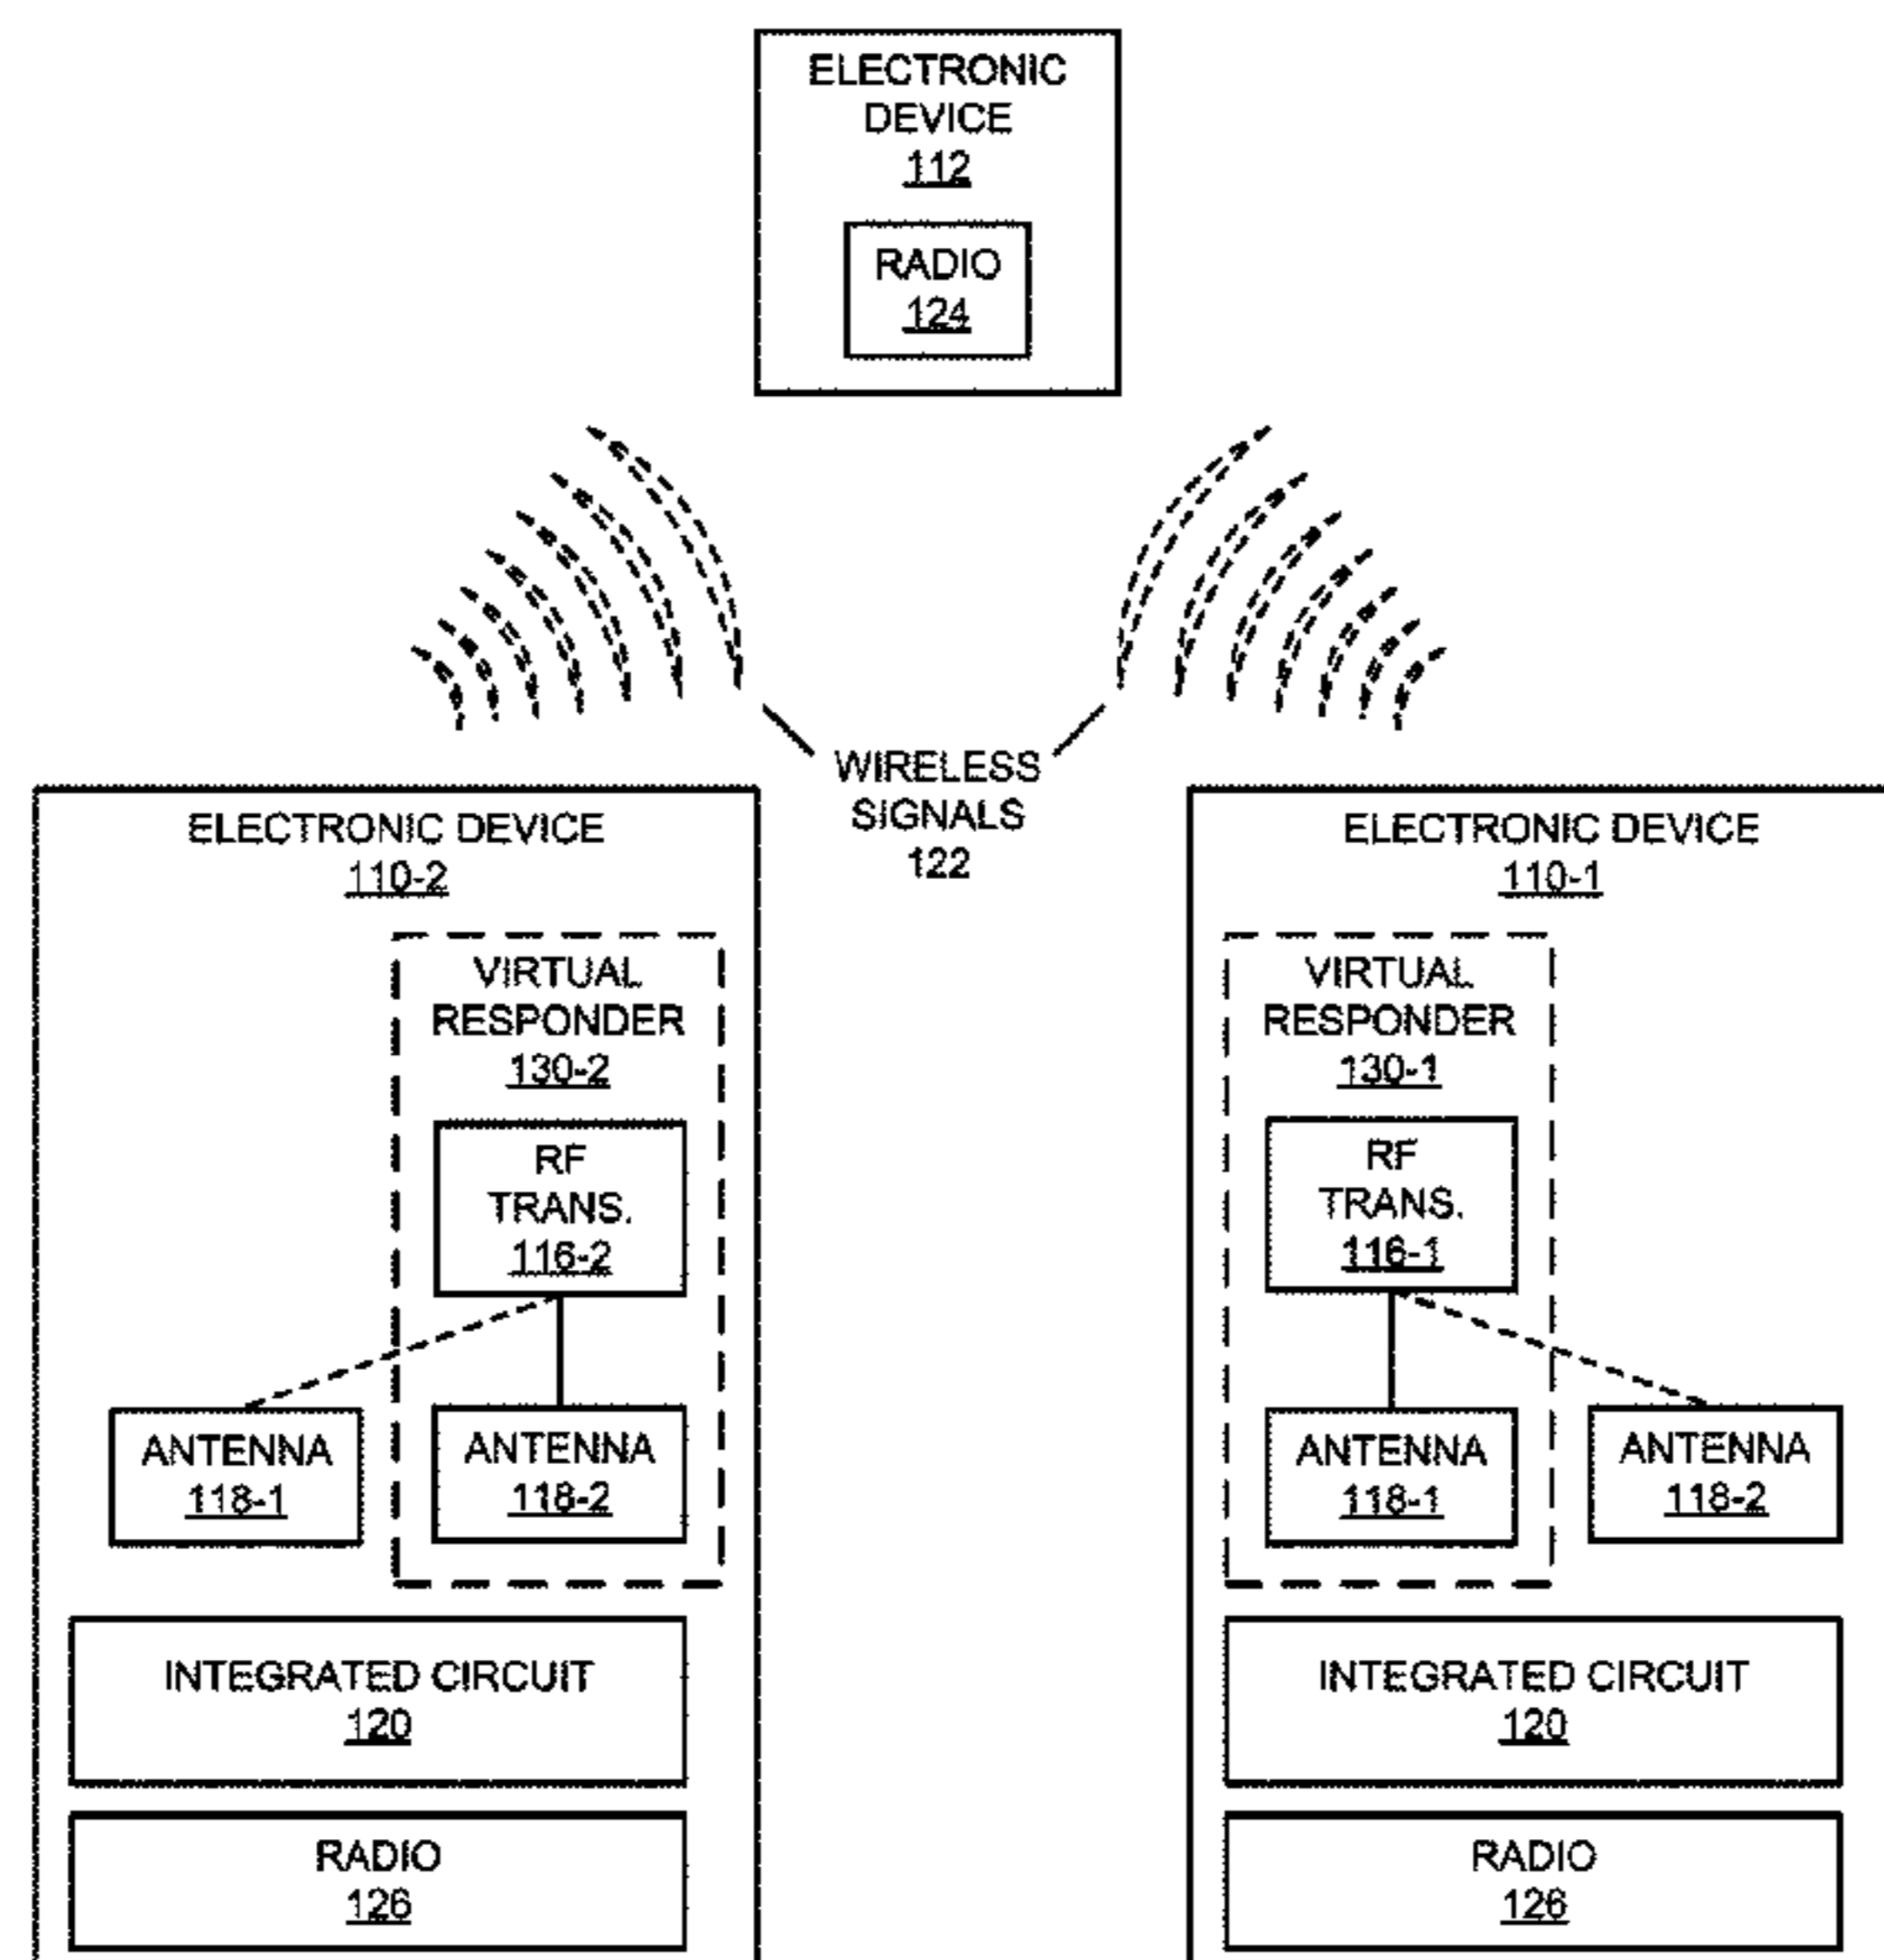 ELECTRONIC
DEVICE
112
RADIO
124
WIRELESS
SIGNALS
122
ELECTRONIC DEVICE
110-2
VIRTUAL
RESPONDER
130-2
RF
TRANS.
116-2
ANTENNA
118-1
ANTENNA
118-2
INTEGRATED CIRCUIT
120
RADIO
126
ELECTRONIC DEVICE
110-1
VIRTUAL
RESPONDER
130-1
RF
TRANS.
116-1
ANTENNA
118-1
ANTENNA
118-2
INTEGRATED CIRCUIT
120
RADIO
126